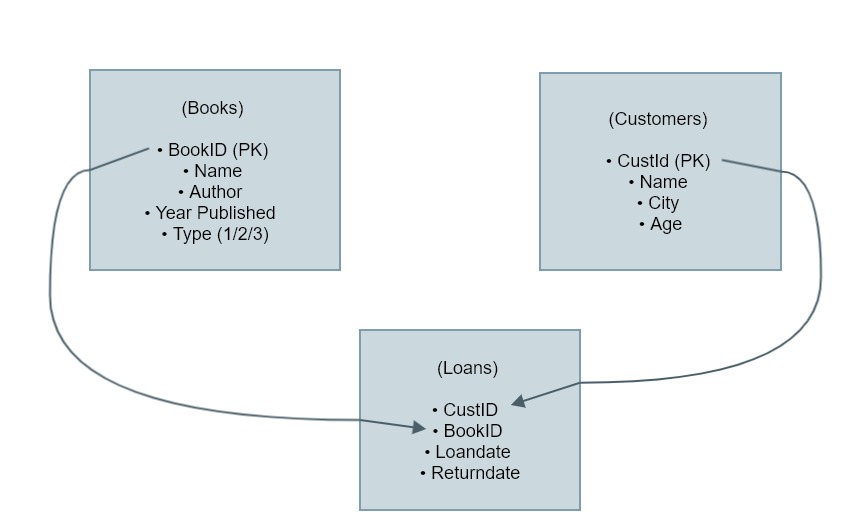 (Books)
• BookID (PK)
• Name
• Author
• Year Published
• Type (1/2/3)
(Customers)
• CustId (PK)
• Name
• City
• Age
(Loans)
• CustID
• BookID
• Loandate
• Returndate